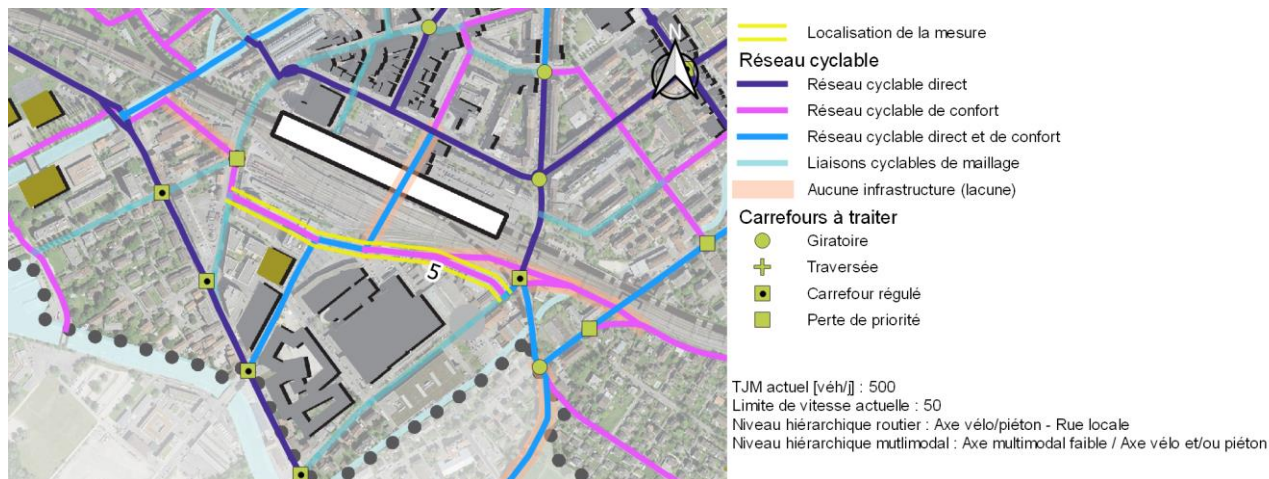 N
5
Localisation de la mesure
Réseau cyclable
Réseau cyclable direct
Réseau cyclable de confort
Réseau cyclable direct et de confort
Liaisons cyclables de maillage
Aucune infrastructure (lacune)
Carrefours à traiter
Giratoire
Traversée
Carrefour régulé
Perte de priorité
TJM actuel [véh/j] : 500
Limite de vitesse actuelle : 50
Niveau hiérarchique routier : Axe vélo/piéton - Rue locale
Niveau hiérarchique mutlimodal : Axe multimodal faible / Axe vélo et/ou piéton